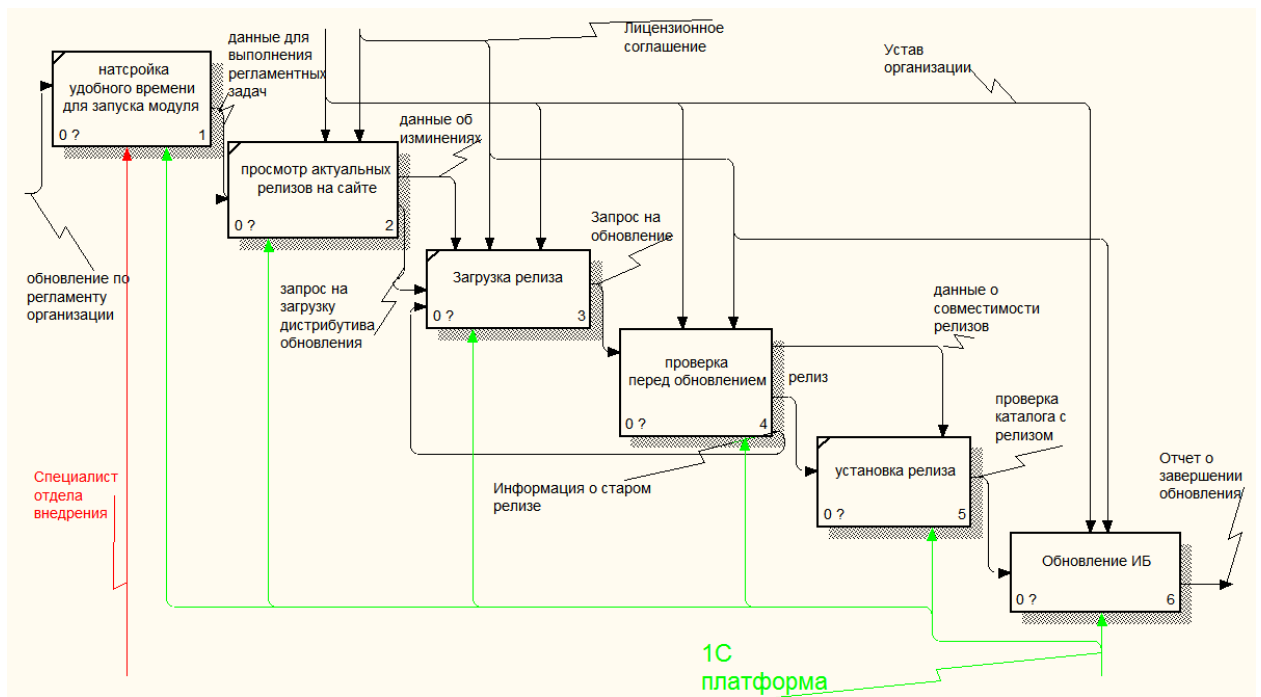 данные для
выполнения
регламентных
задач
Лицензионное
соглашение
Устав
организации
натсройка
удобного времени
для запуска модуля
0 ?
1
данные об
изминениях
просмотр актуальных
релизов на сайте
0 ?
2
Запрос на
обновление
обновление по
регламенту
организации
запрос на
загрузку
дистрибутива
обновления
Загрузка релиза
0 ?
3
данные о
совместимости
релизов
проверка
перед обновлением
0 ?
4
релиз
проверка
каталога с
релизом
установка релиза
0 ?
5
Отчет о
завершении
обновления
Специалист
отдела
внедрения
Информация о старом
релизе
Обновление ИБ
0 ?
6
1С
платформа